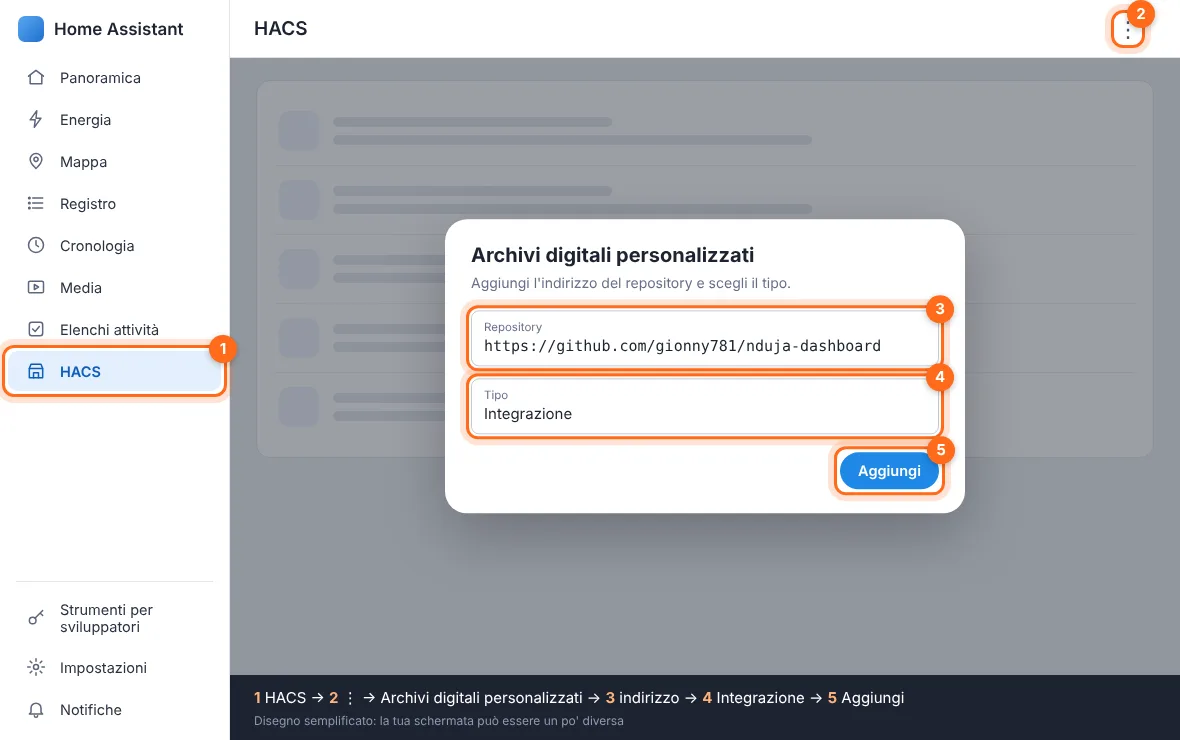 Home Assistant
HACS
2
Panoramica
Energia
Mappa
Registro
Cronologia
Media
Elenchi attività
1
HACS
Archivi digitali personalizzati
Aggiungi l'indirizzo del repository e scegli il tipo.
3
Repository
https://github.com/gionny781/nduja-dashboard
4
Tipo
Integrazione
5
Aggiungi
Strumenti per
sviluppatori
Impostazioni
Notifiche
1 HACS → 2 ⋮ → Archivi digitali personalizzati → 3 indirizzo → 4 Integrazione → 5 Aggiungi
Disegno semplificato: la tua schermata può essere un po' diversa